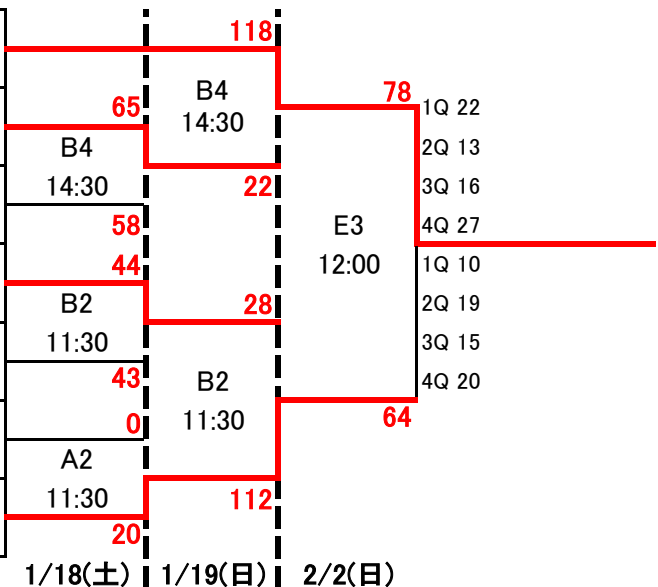 118
B4
14:30
78
1Q 22
65
2Q 13
B4
14:30
3Q 16
22
58
E3
12:00
4Q 27
44
1Q 10
B2
11:30
28
2Q 19
3Q 15
43
B2
11:30
4Q 20
0
64
A2
11:30
112
20
1/18(土)
1/19(日)
2/2(日)